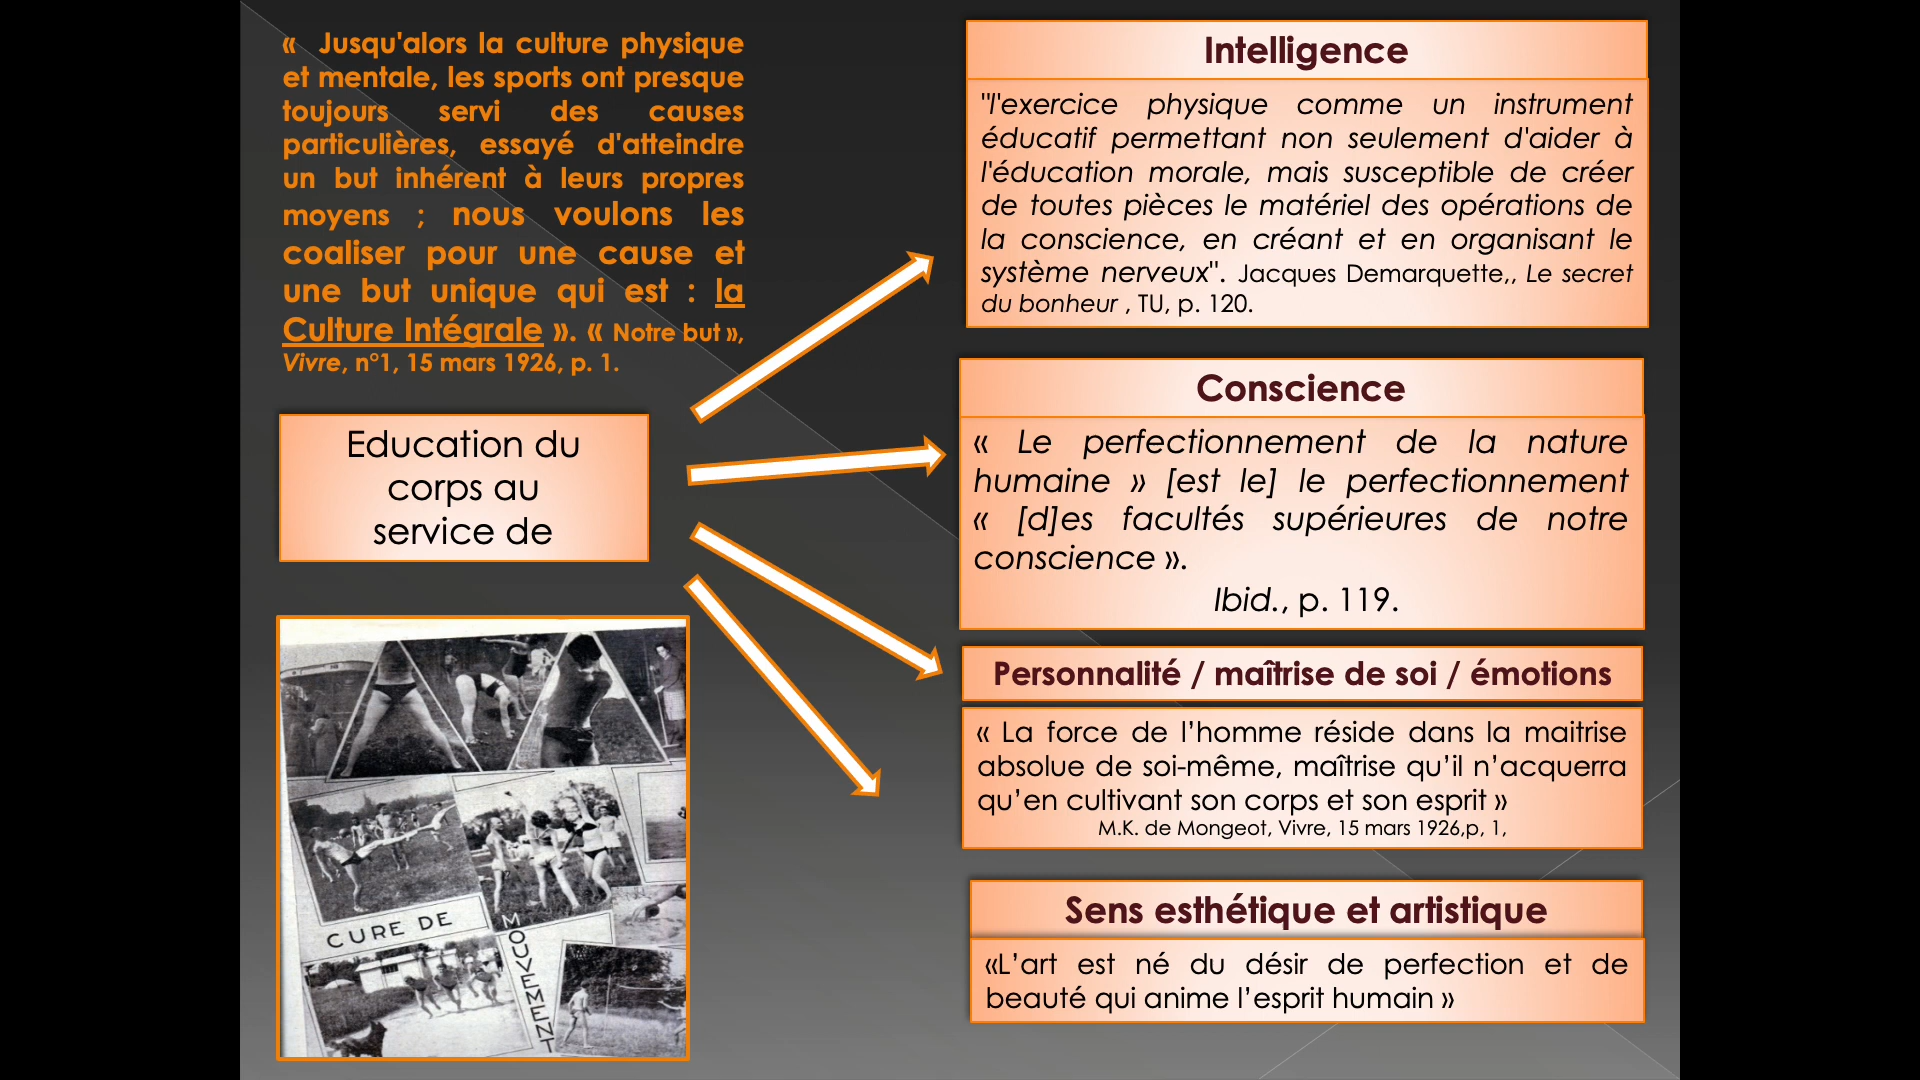 « Jusqu'alors la culture physique
et mentale, les sports ont presque
toujours servi des causes
particulières, essayé d'atteindre
un but inhérent à leurs propres
moyens ; nous voulons les
coaliser pour une cause et
une but unique qui est : la
Culture Intégrale ». « Notre but »,
Vivre, n°1, 15 mars 1926, p. 1.
Education du
corps au
service de
CURE DE
MOUVEMENT
Intelligence
"l'exercice physique comme un instrument
éducatif permettant non seulement d'aider à
l'éducation morale, mais susceptible de créer
de toutes pièces le matériel des opérations de
la conscience, en créant et en organisant le
système nerveux". Jacques Demarquette,, Le secret
du bonheur , TU, p. 120.
Conscience
« Le perfectionnement de la nature
humaine » [est le] le perfectionnement
« [d]es facultés supérieures de notre
conscience ».
Ibid., p. 119.
Personnalité / maîtrise de soi / émotions
« La force de l’homme réside dans la maitrise
absolue de soi-même, maîtrise qu’il n’acquerra
qu’en cultivant son corps et son esprit »
M.K. de Mongeot, Vivre, 15 mars 1926,p, 1,
Sens esthétique et artistique
«L’art est né du désir de perfection et de
beauté qui anime l’esprit humain »